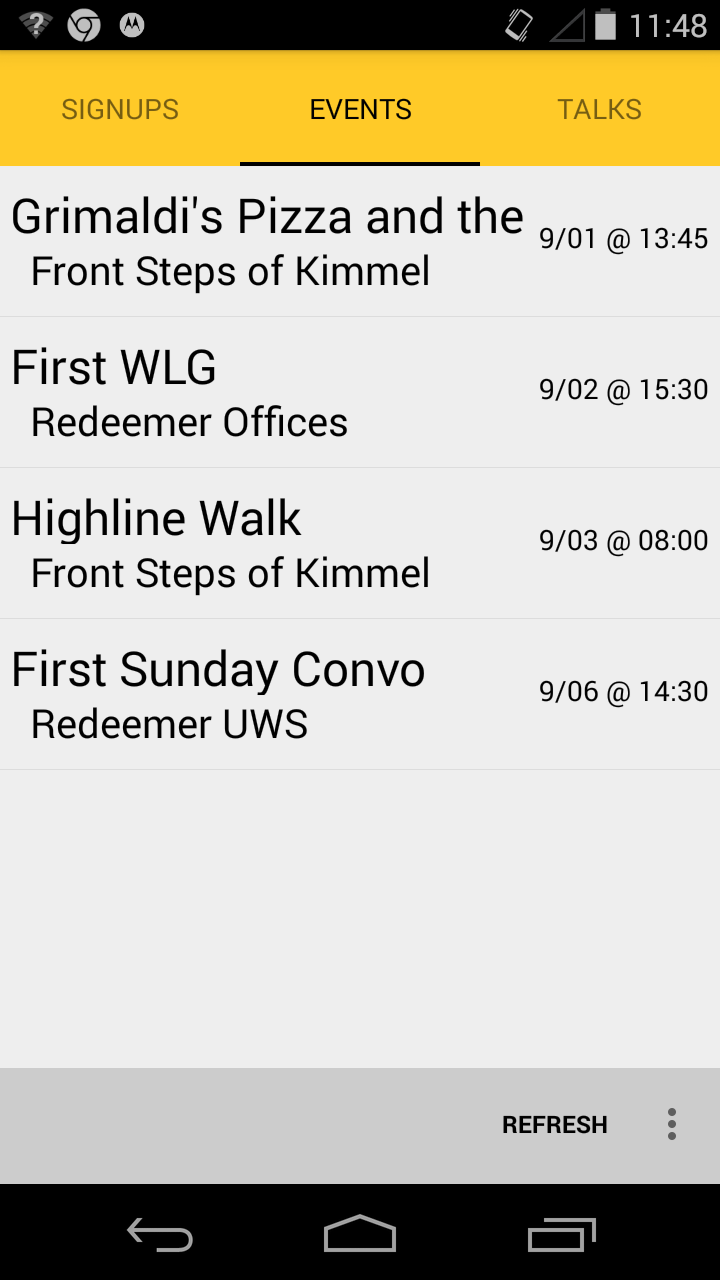 11:48
SIGNUPS EVENTS TALKS
Grimaldi's Pizza and the
9/01 @ 13:45
Front Steps of Kimmel
First WLG
9/02 @ 15:30
Redeemer Offices
Highline Walk
9/03 @ 08:00
Front Steps of Kimmel
First Sunday Convo
9/06 @ 14:30
Redeemer UWS
REFRESH